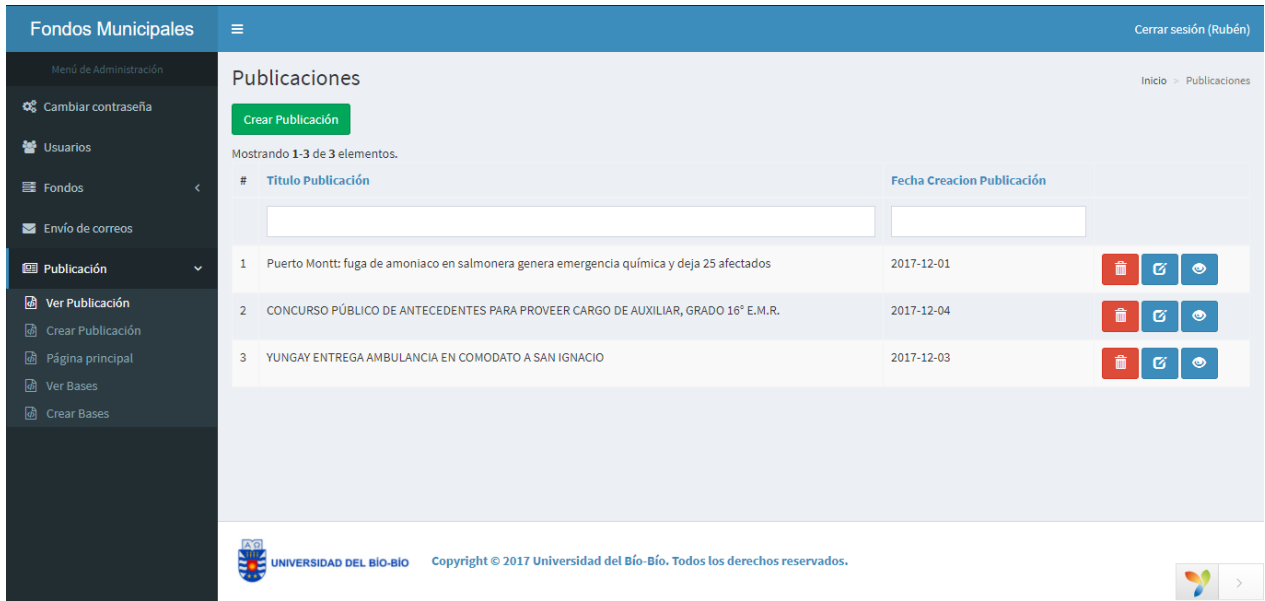 Fondos Municipales
Cerrar sesión (Rubén)
Menú de Administración
Cambiar contraseña
Usuarios
Fondos
Envío de correos
Publicación
Ver Publicación
Crear Publicación
Página principal
Ver Bases
Crear Bases
Publicaciones
Inicio > Publicaciones
Crear Publicación
Mostrando 1-3 de 3 elementos.
# Titulo Publicación Fecha Creacion Publicación
1 Puerto Montt: fuga de amoniaco en salmonera genera emergencia química y deja 25 afectados 2017-12-01
2 CONCURSO PÚBLICO DE ANTECEDENTES PARA PROVEER CARGO DE AUXILIAR, GRADO 16° E.M.R. 2017-12-04
3 YUNGAY ENTREGA AMBULANCIA EN COMODATO A SAN IGNACIO 2017-12-03
UNIVERSIDAD DEL BÍO-BÍO Copyright © 2017 Universidad del Bío-Bío. Todos los derechos reservados.